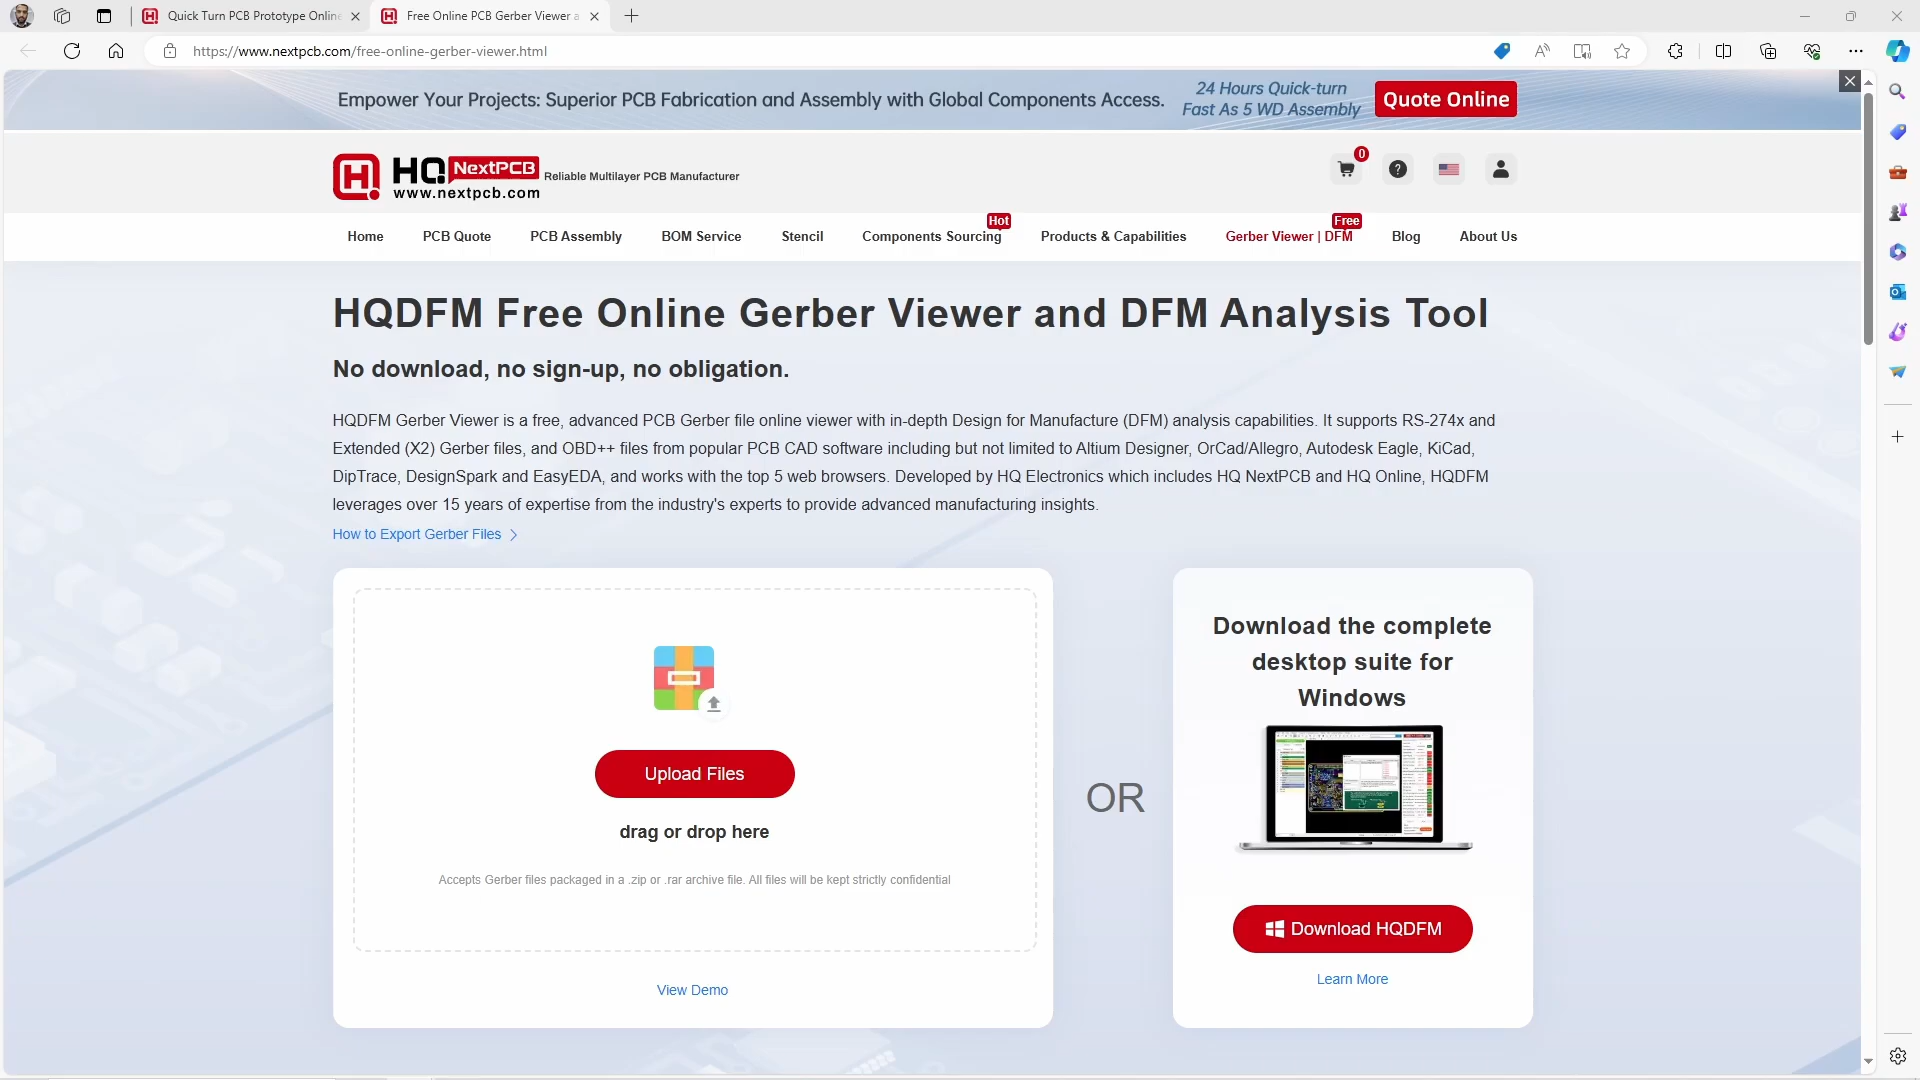 Quick Turn PCB Prototype Online
Free Online PCB Gerber Viewer a
https://www.nextpcb.com/free-online-gerber-viewer.html
Empower Your Projects: Superior PCB Fabrication and Assembly with Global Components Access.
24 Hours Quick-turn
Fast As 5 WD Assembly
Quote Online
HQ NextPCB
www.nextpcb.com
Reliable Multilayer PCB Manufacturer
0
Hot
Free
Home PCB Quote PCB Assembly BOM Service Stencil Components Sourcing Products & Capabilities Gerber Viewer | DFM Blog About Us
HQDFM Free Online Gerber Viewer and DFM Analysis Tool
No download, no sign-up, no obligation.
HQDFM Gerber Viewer is a free, advanced PCB Gerber file online viewer with in-depth Design for Manufacture (DFM) analysis capabilities. It supports RS-274x and
Extended (X2) Gerber files, and OBD++ files from popular PCB CAD software including but not limited to Altium Designer, OrCad/Allegro, Autodesk Eagle, KiCad,
DipTrace, DesignSpark and EasyEDA, and works with the top 5 web browsers. Developed by HQ Electronics which includes HQ NextPCB and HQ Online, HQDFM
leverages over 15 years of expertise from the industry's experts to provide advanced manufacturing insights.
How to Export Gerber Files
Upload Files
drag or drop here
Accepts Gerber files packaged in a .zip or .rar archive file. All files will be kept strictly confidential
View Demo
OR
Download the complete
desktop suite for
Windows
Download HQDFM
Learn More